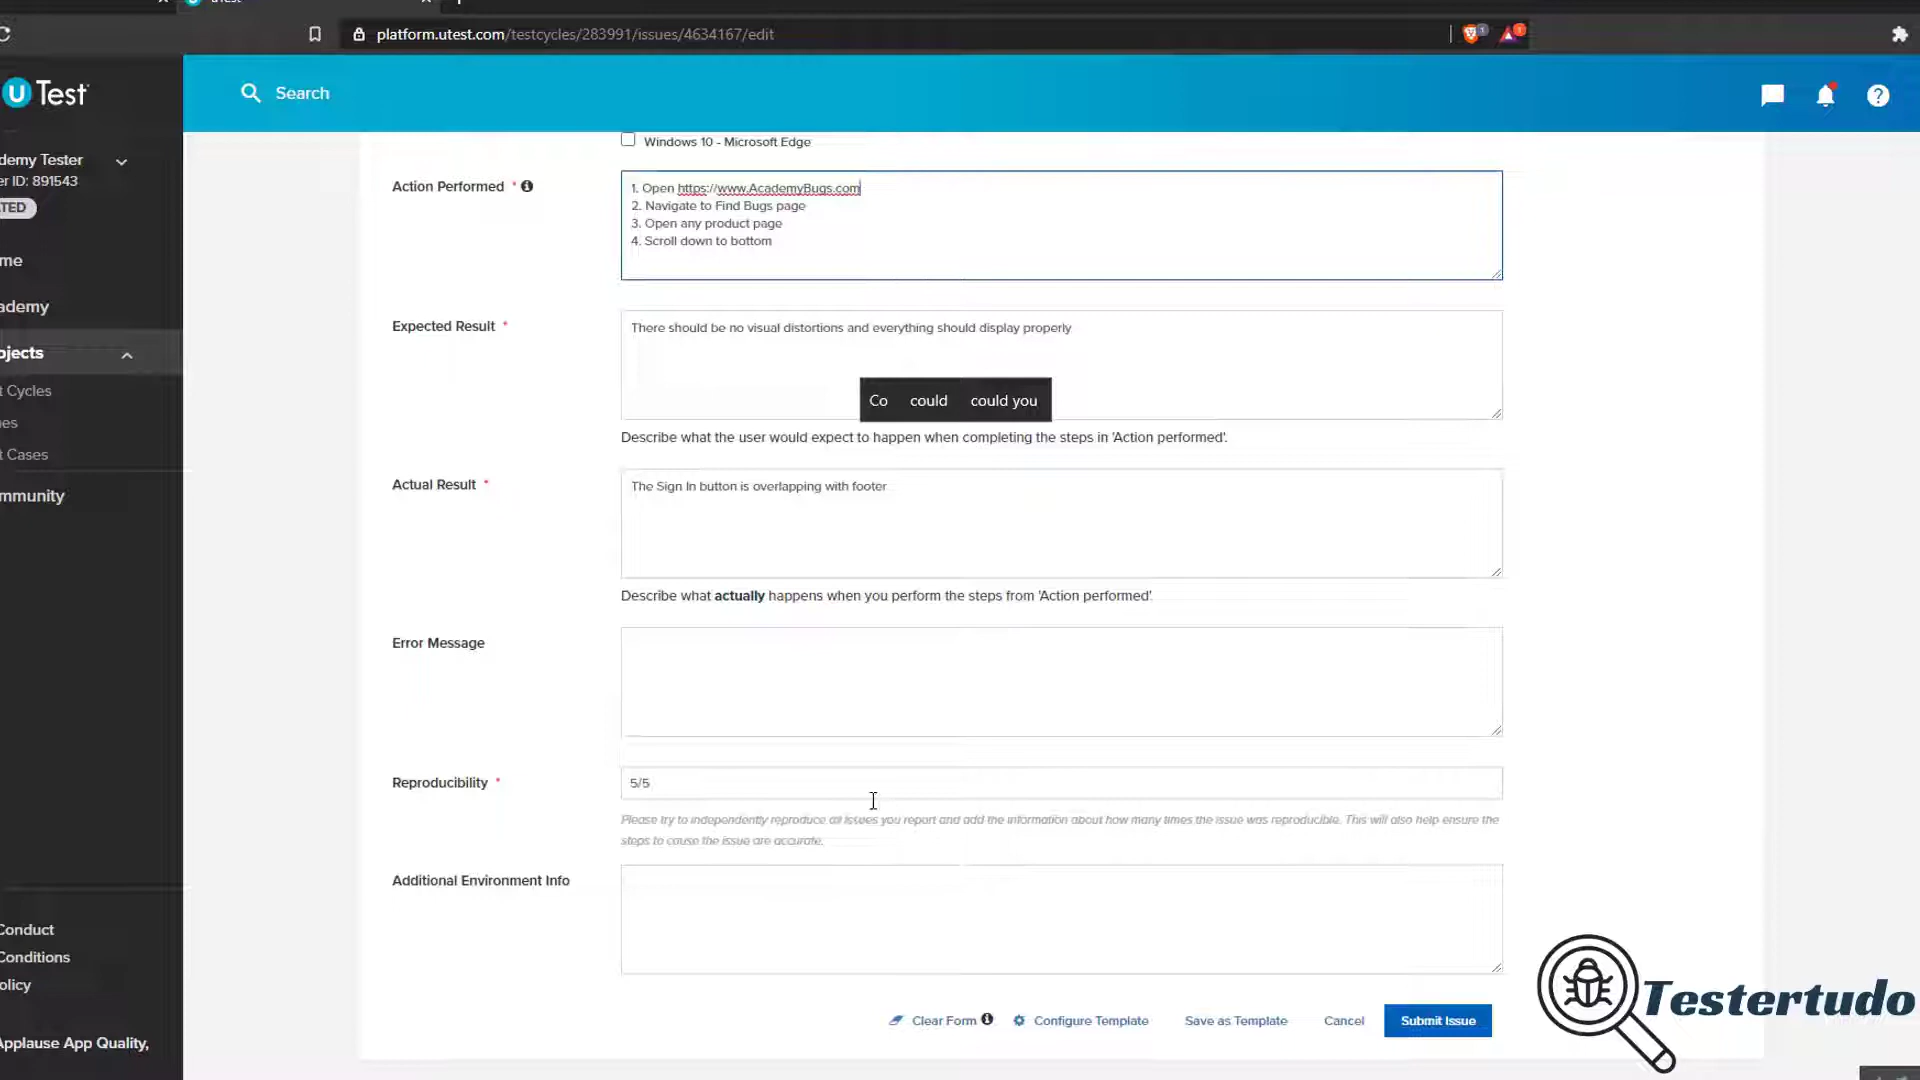 uTest
platform.utest.com/testcycles/283991/issues/4634167/edit
1
1
U Test
Search
?
demy Tester
er ID: 891543
TED
me
ademy
ojects
t Cycles
es
t Cases
mmunity
Conduct
Conditions
olicy
Applause App Quality,
Windows 10 - Microsoft Edge
Action Performed *
1. Open https://www.AcademyBugs.com
2. Navigate to Find Bugs page
3. Open any product page
4. Scroll down to bottom
Expected Result *
There should be no visual distortions and everything should display properly
Co could could you
Describe what the user would expect to happen when completing the steps in 'Action performed'.
Actual Result *
The Sign In button is overlapping with footer
Describe what actually happens when you perform the steps from 'Action performed'.
Error Message
Reproducibility *
5/5
Please try to independently reproduce all issues you report and add the information about how many times the issue was reproducible. This will also help ensure the
steps to cause the issue are accurate.
Additional Environment Info
Clear Form Configure Template Save as Template Cancel Submit Issue
Testertudo